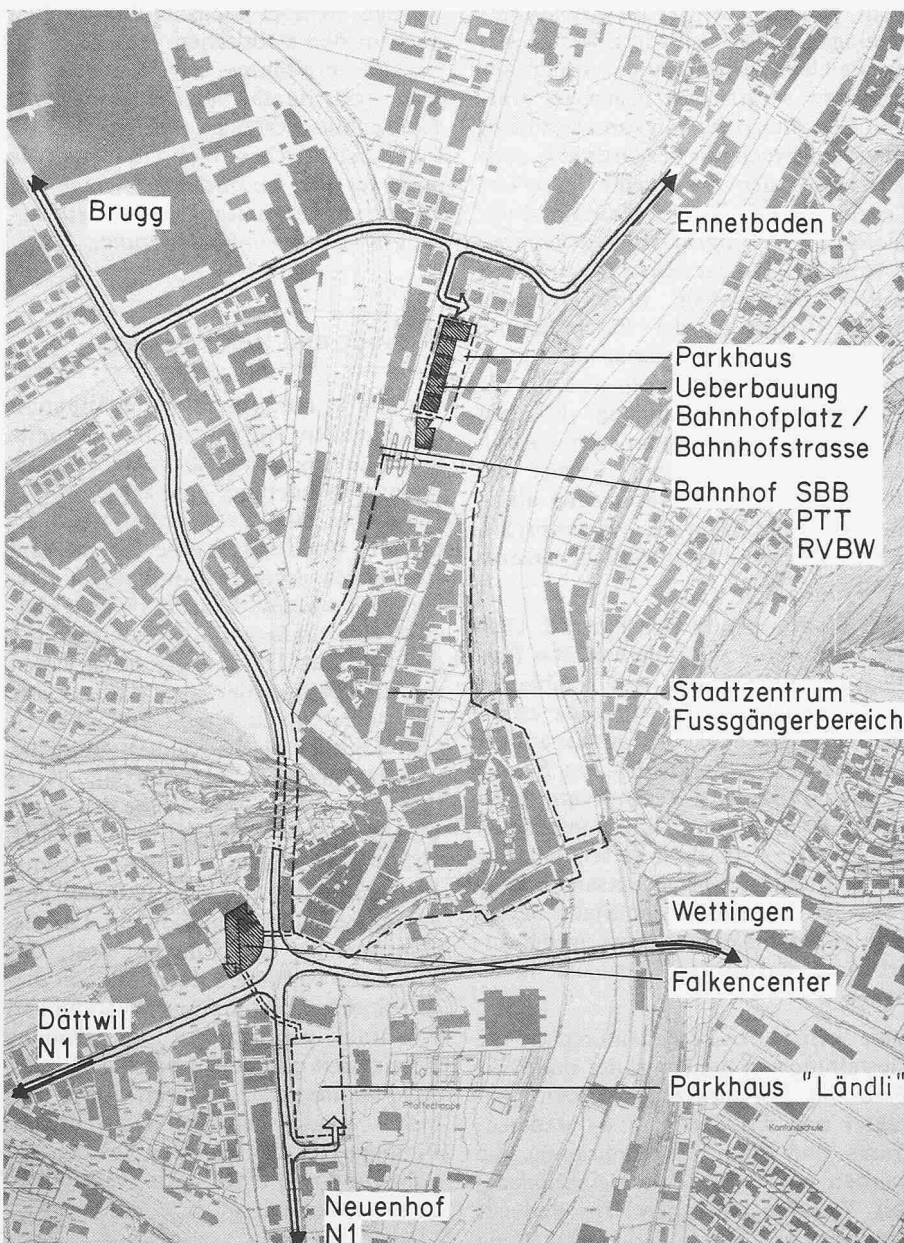 Brugg
Ennetbaden
Parkhaus
Ueberbauung
Bahnhofplatz /
Bahnhofstrasse
Bahnhof SBB
PTT
RVBW
Stadtzentrum
Fussgängerbereich
Wettingen
Falkencenter
Dättwil
N1
Parkhaus "Ländli"
Kantonsschule
Neuenhof
N1